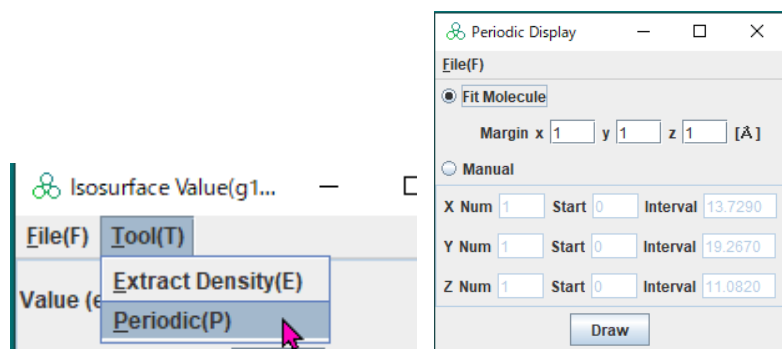 Isosurface Value(g1...
File(F) Tool(T)
Extract Density(E)
Value (e
Periodic(P)
Periodic Display
File(F)
Fit Molecule
Margin x 1 y 1 z 1 [Å]
Manual
X Num 1 Start 0 Interval 13.7290
Y Num 1 Start 0 Interval 19.2670
Z Num 1 Start 0 Interval 11.0820
Draw